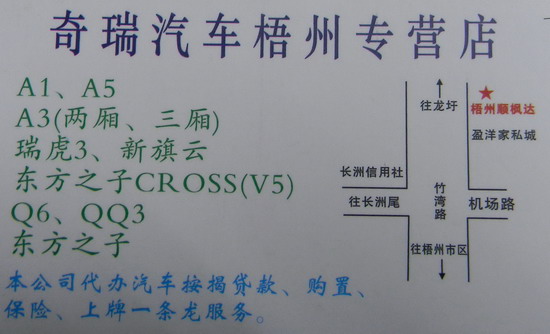 奇瑞汽车梧州专营店
A1、A5
A3(两厢、三厢)
瑞虎3、新旗云
东方之子CROSS(V5)
Q6、QQ3
东方之子
本公司代办汽车按揭贷款、购置、
保险、上牌一条龙服务。
往龙圩
梧州顺枫达
盈洋家私城
长洲信用社
往长洲尾
竹湾路
机场路
往梧州市区